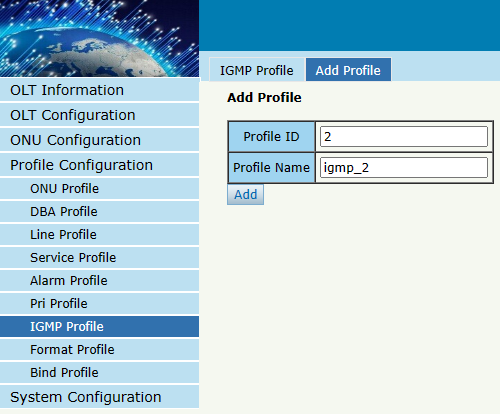 OLT Information
OLT Configuration
ONU Configuration
Profile Configuration
ONU Profile
DBA Profile
Line Profile
Service Profile
Alarm Profile
Pri Profile
IGMP Profile
Format Profile
Bind Profile
System Configuration
IGMP Profile Add Profile
Add Profile
Profile ID 2
Profile Name igmp_2
Add